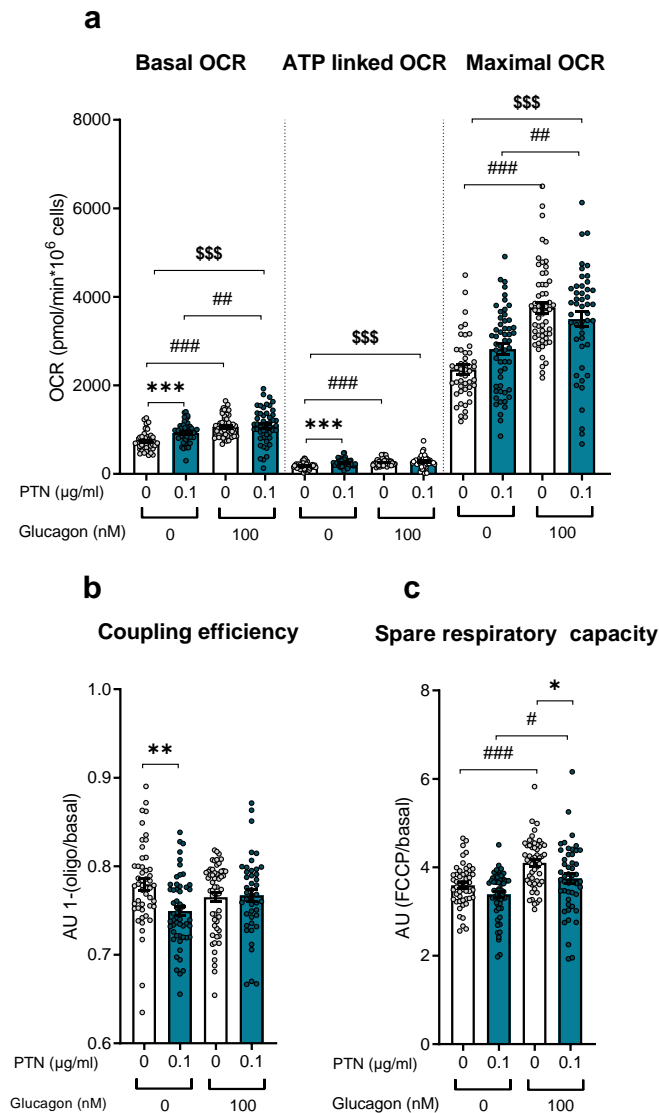 a
Basal OCR ATP linked OCR Maximal OCR
8000
6000
4000
2000
0
OCR (pmol/min*10^6 cells)
$$$
##
###
***
$$$
###
***
$$$
##
###
PTN (µg/ml) 0 0.1 0 0.1 0 0.1 0 0.1 0 0.1 0 0.1
Glucagon (nM) 0 100 0 100 0 100
b
Coupling efficiency
1.0
0.9
0.8
0.7
0.6
AU 1-(oligo/basal)
**
PTN (µg/ml) 0 0.1 0 0.1
Glucagon (nM) 0 100
c
Spare respiratory capacity
8
6
4
2
0
AU (FCCP/basal)
*
#
###
PTN (µg/ml) 0 0.1 0 0.1
Glucagon (nM) 0 100